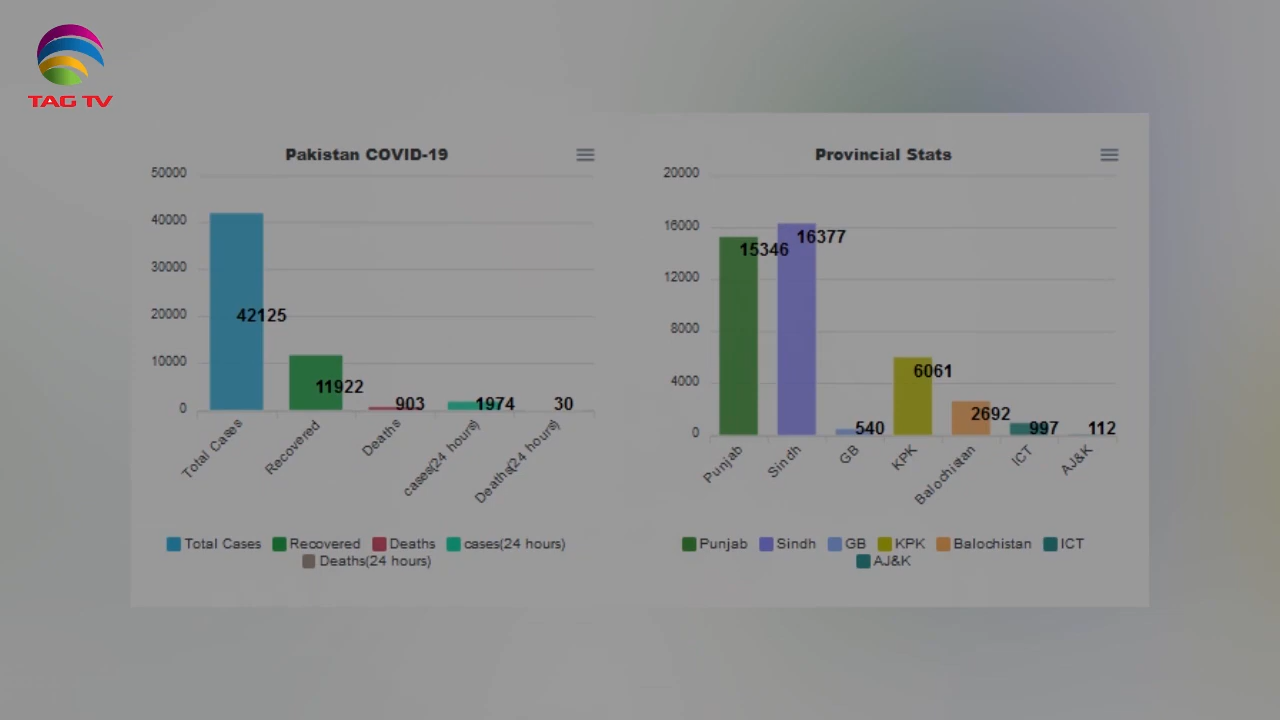 TAG TV
Pakistan COVID-19
50000
40000
30000
20000
10000
0
42125
11922
903
1974
30
Total Cases
Recovered
Deaths
cases(24 hours)
Deaths(24 hours)
Total Cases Recovered Deaths cases(24 hours)
Deaths(24 hours)
Provincial Stats
20000
16000
12000
8000
4000
0
15346
16377
540
6061
2692
997
112
Punjab
Sindh
GB
KPK
Balochistan
ICT
AJ&K
Punjab Sindh GB KPK Balochistan ICT
AJ&K